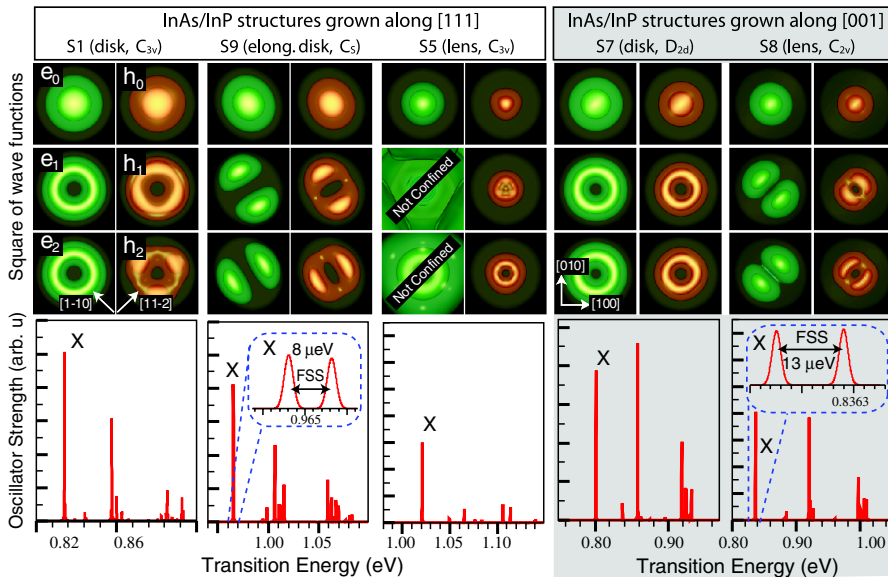 InAs/InP structures grown along [111]
InAs/InP structures grown along [001]
S1 (disk, C3v)
S9 (elong. disk, CS)
S5 (lens, C3v)
S7 (disk, D2d)
S8 (lens, C2v)
Square of wave functions
e0
h0
e1
h1
Not Confined
e2
h2
Not Confined
[1-10]
[11-2]
[010]
[100]
Oscillator Strength (arb. u)
X
X
X
8 μeV
FSS
0.965
X
X
X
FSS
13 μeV
0.8363
X
0.82
0.86
1.00
1.05
1.00
1.10
0.80
0.90
0.80
0.90
1.00
Transition Energy (eV)
Transition Energy (eV)